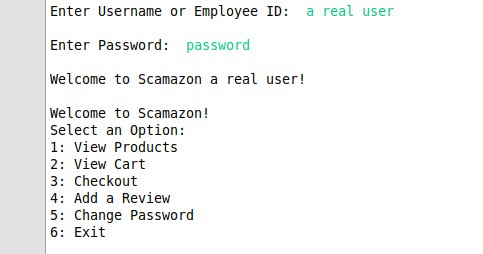 Enter Username or Employee ID:  a real user
Enter Password:  password
Welcome to Scamazon a real user!
Welcome to Scamazon!
Select an Option:
1: View Products
2: View Cart
3: Checkout
4: Add a Review
5: Change Password
6: Exit